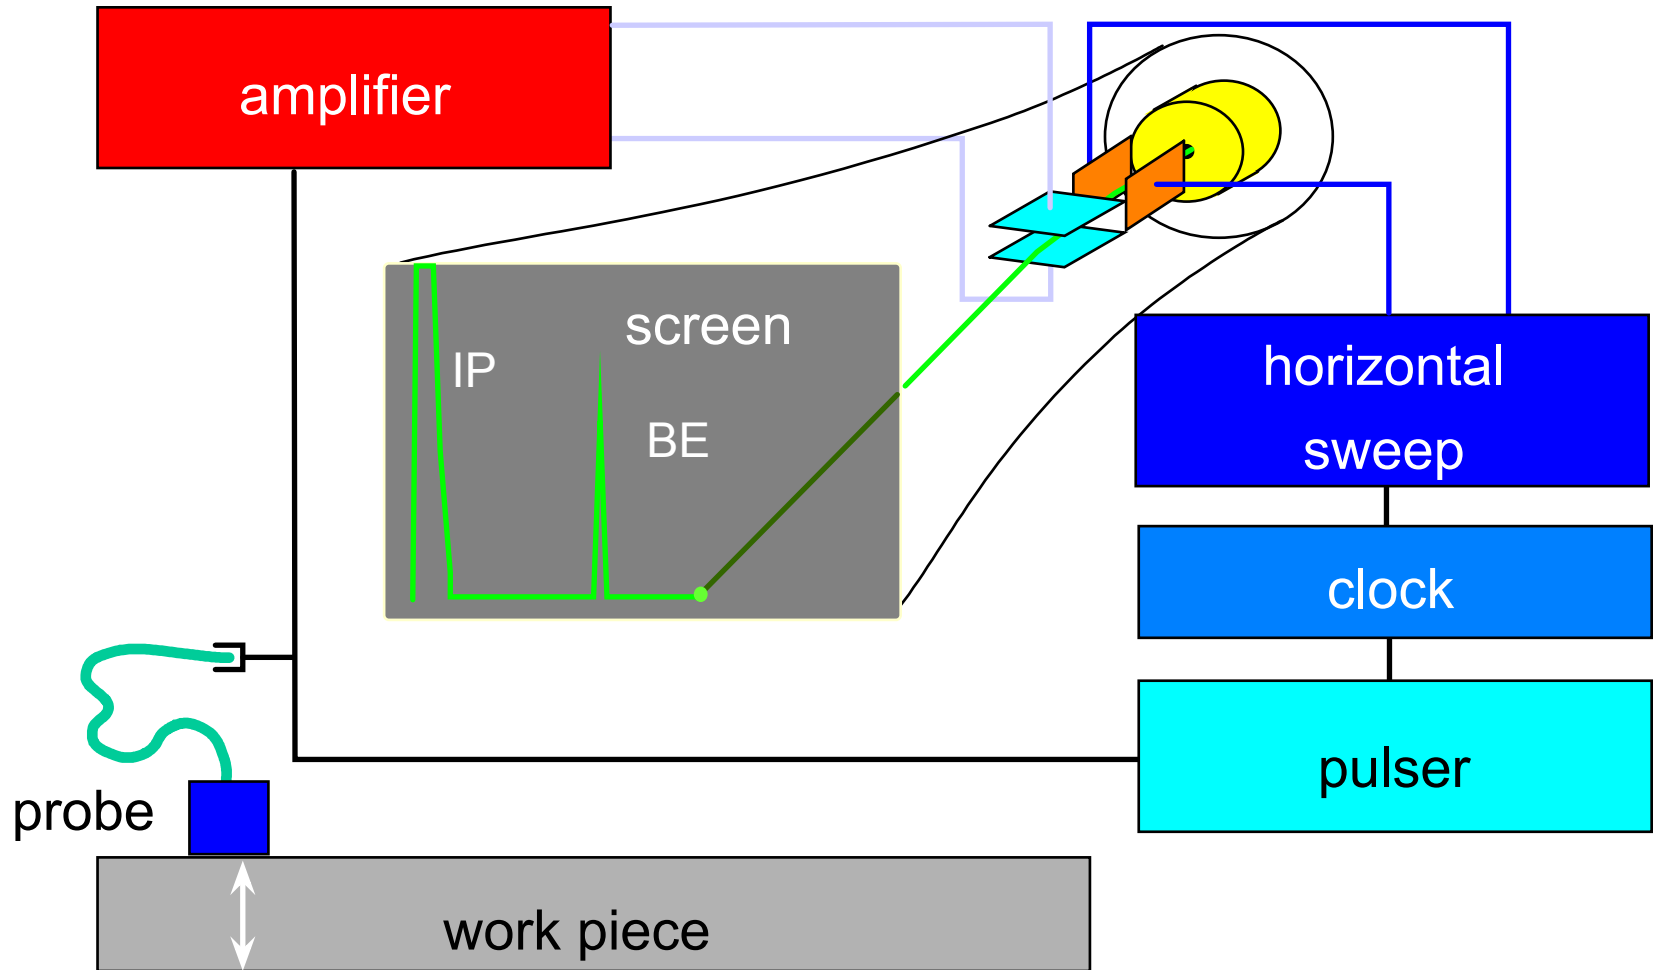 amplifier
screen
IP
BE
horizontal
sweep
clock
pulser
probe
work piece